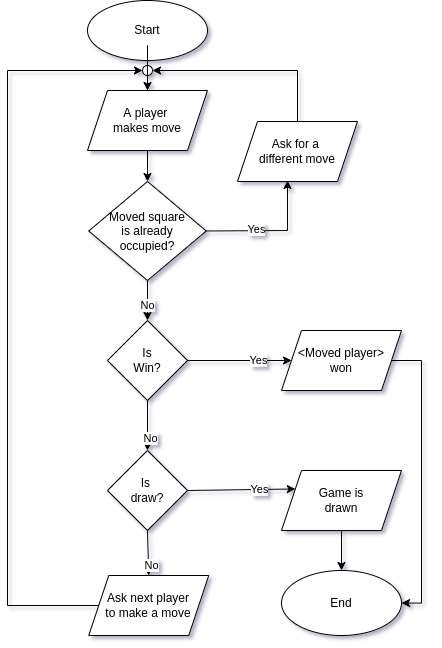 Start
A player
makes move
Ask for a
different move
Moved square
is already
occupied?
Yes
No
Is
Win?
Yes
<Moved player>
won
No
Is
draw?
Yes
Game is
drawn
No
Ask next player
to make a move
End